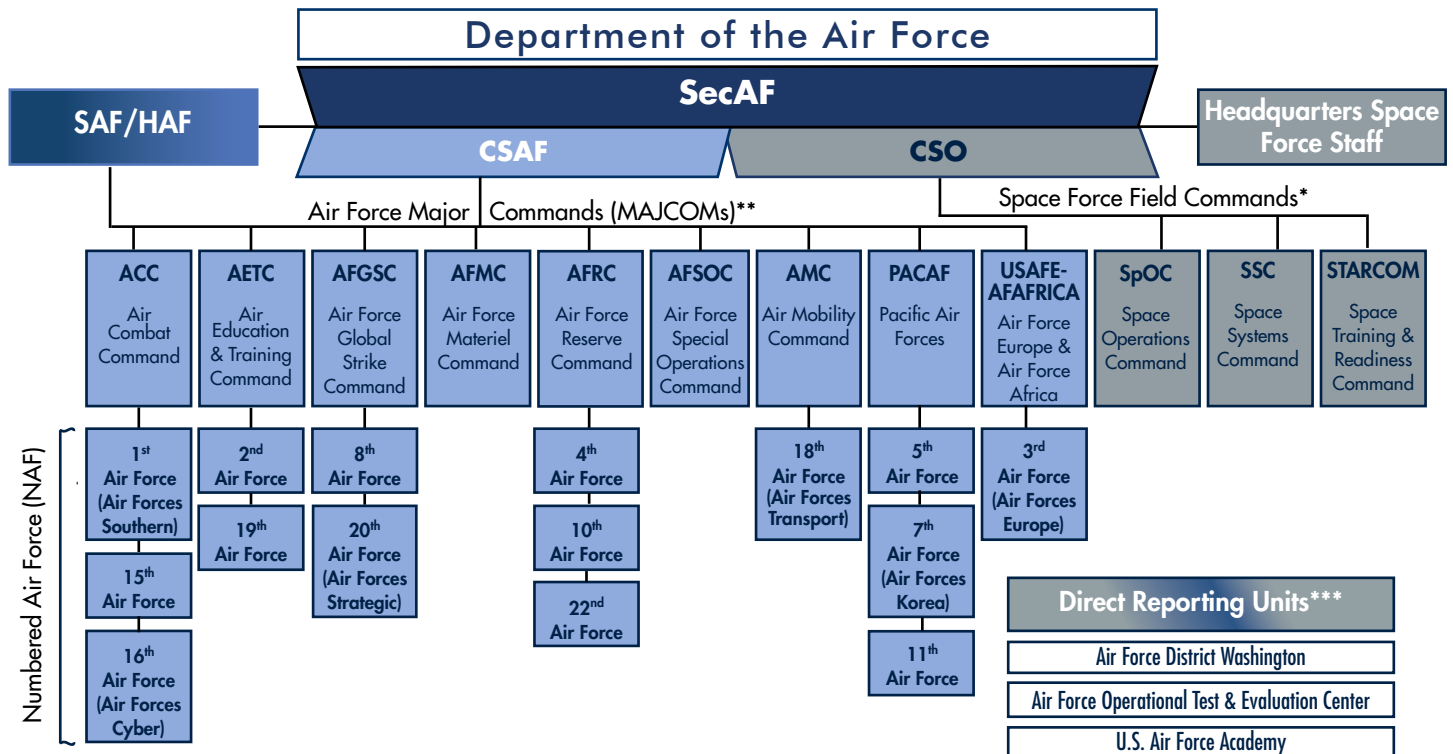 Department of the Air Force
SecAF
SAF/HAF
Headquarters Space
Force Staff
CSAF
CSO
Air Force Major Commands (MAJCOMs)**
Space Force Field Commands*
ACC
Air
Combat
Command
AETC
Air
Education
& Training
Command
AFGSC
Air Force
Global
Strike
Command
AFMC
Air Force
Materiel
Command
AFRC
Air Force
Reserve
Command
AFSOC
Air Force
Special
Operations
Command
AMC
Air Mobility
Command
PACAF
Pacific Air
Forces
USAFE-
AFAFRICA
Air Force
Europe &
Air Force
Africa
SpOC
Space
Operations
Command
SSC
Space
Systems
Command
STARCOM
Space
Training &
Readiness
Command
Numbered Air Force (NAF)
1st
Air Force
(Air Forces
Southern)
15th
Air Force
16th
Air Force
(Air Forces
Cyber)
2nd
Air Force
19th
Air Force
8th
Air Force
20th
Air Force
(Air Forces
Strategic)
4th
Air Force
10th
Air Force
22nd
Air Force
18th
Air Force
(Air Forces
Transport)
5th
Air Force
7th
Air Force
(Air Forces
Korea)
11th
Air Force
3rd
Air Force
(Air Forces
Europe)
Direct Reporting Units***
Air Force District Washington
Air Force Operational Test & Evaluation Center
U.S. Air Force Academy